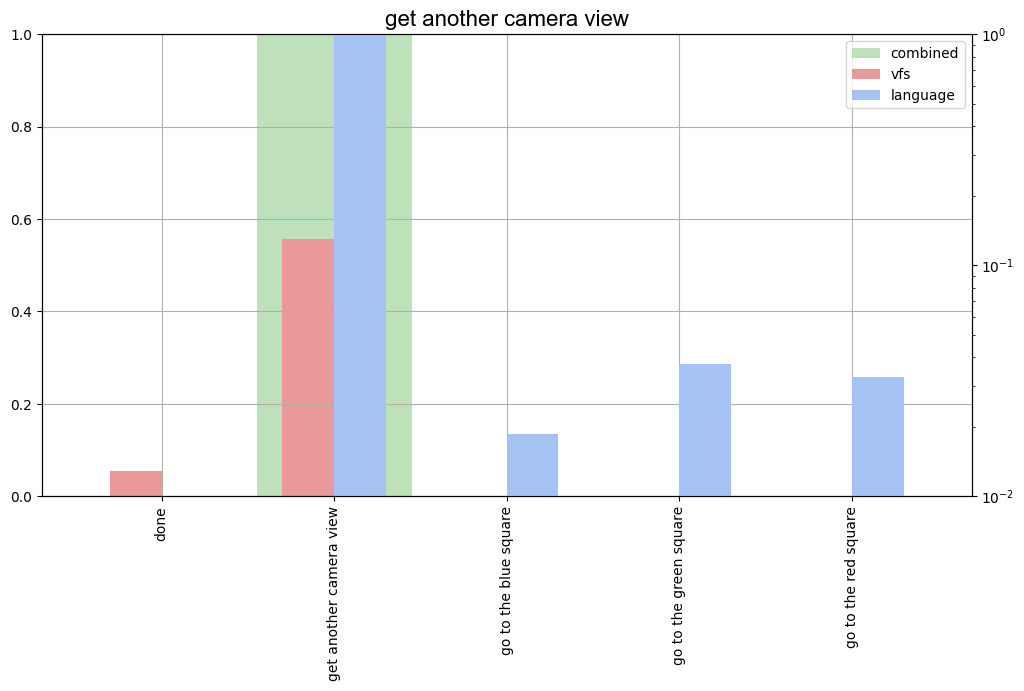 get another camera view
1.0
0.8
0.6
0.4
0.2
0.0
10⁰
10⁻¹
10⁻²
combined
vfs
language
done
get another camera view
go to the blue square
go to the green square
go to the red square